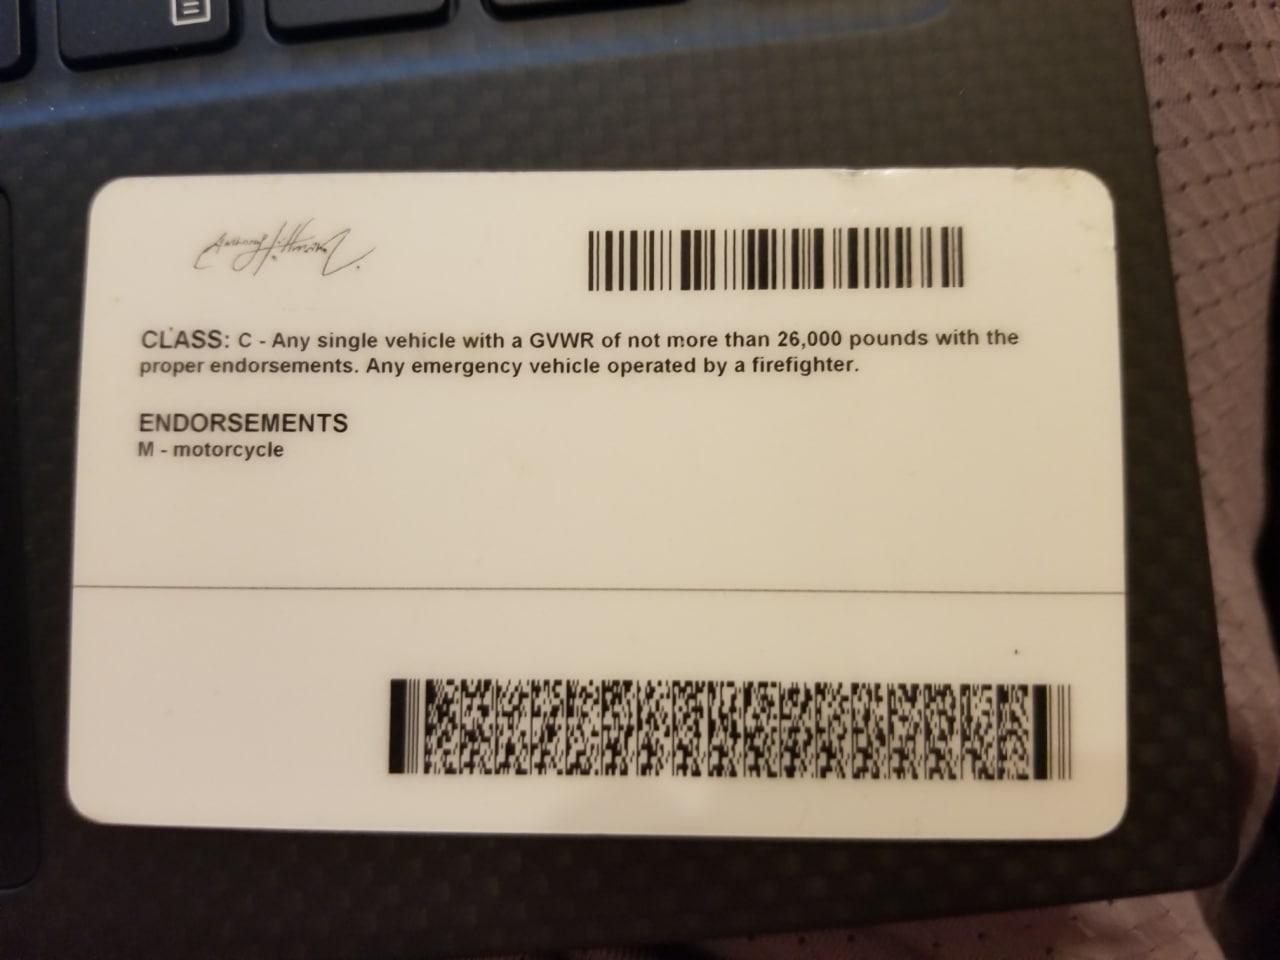 CLASS: C - Any single vehicle with a GVWR of not more than 26,000 pounds with the
proper endorsements. Any emergency vehicle operated by a firefighter.
ENDORSEMENTS
M - motorcycle